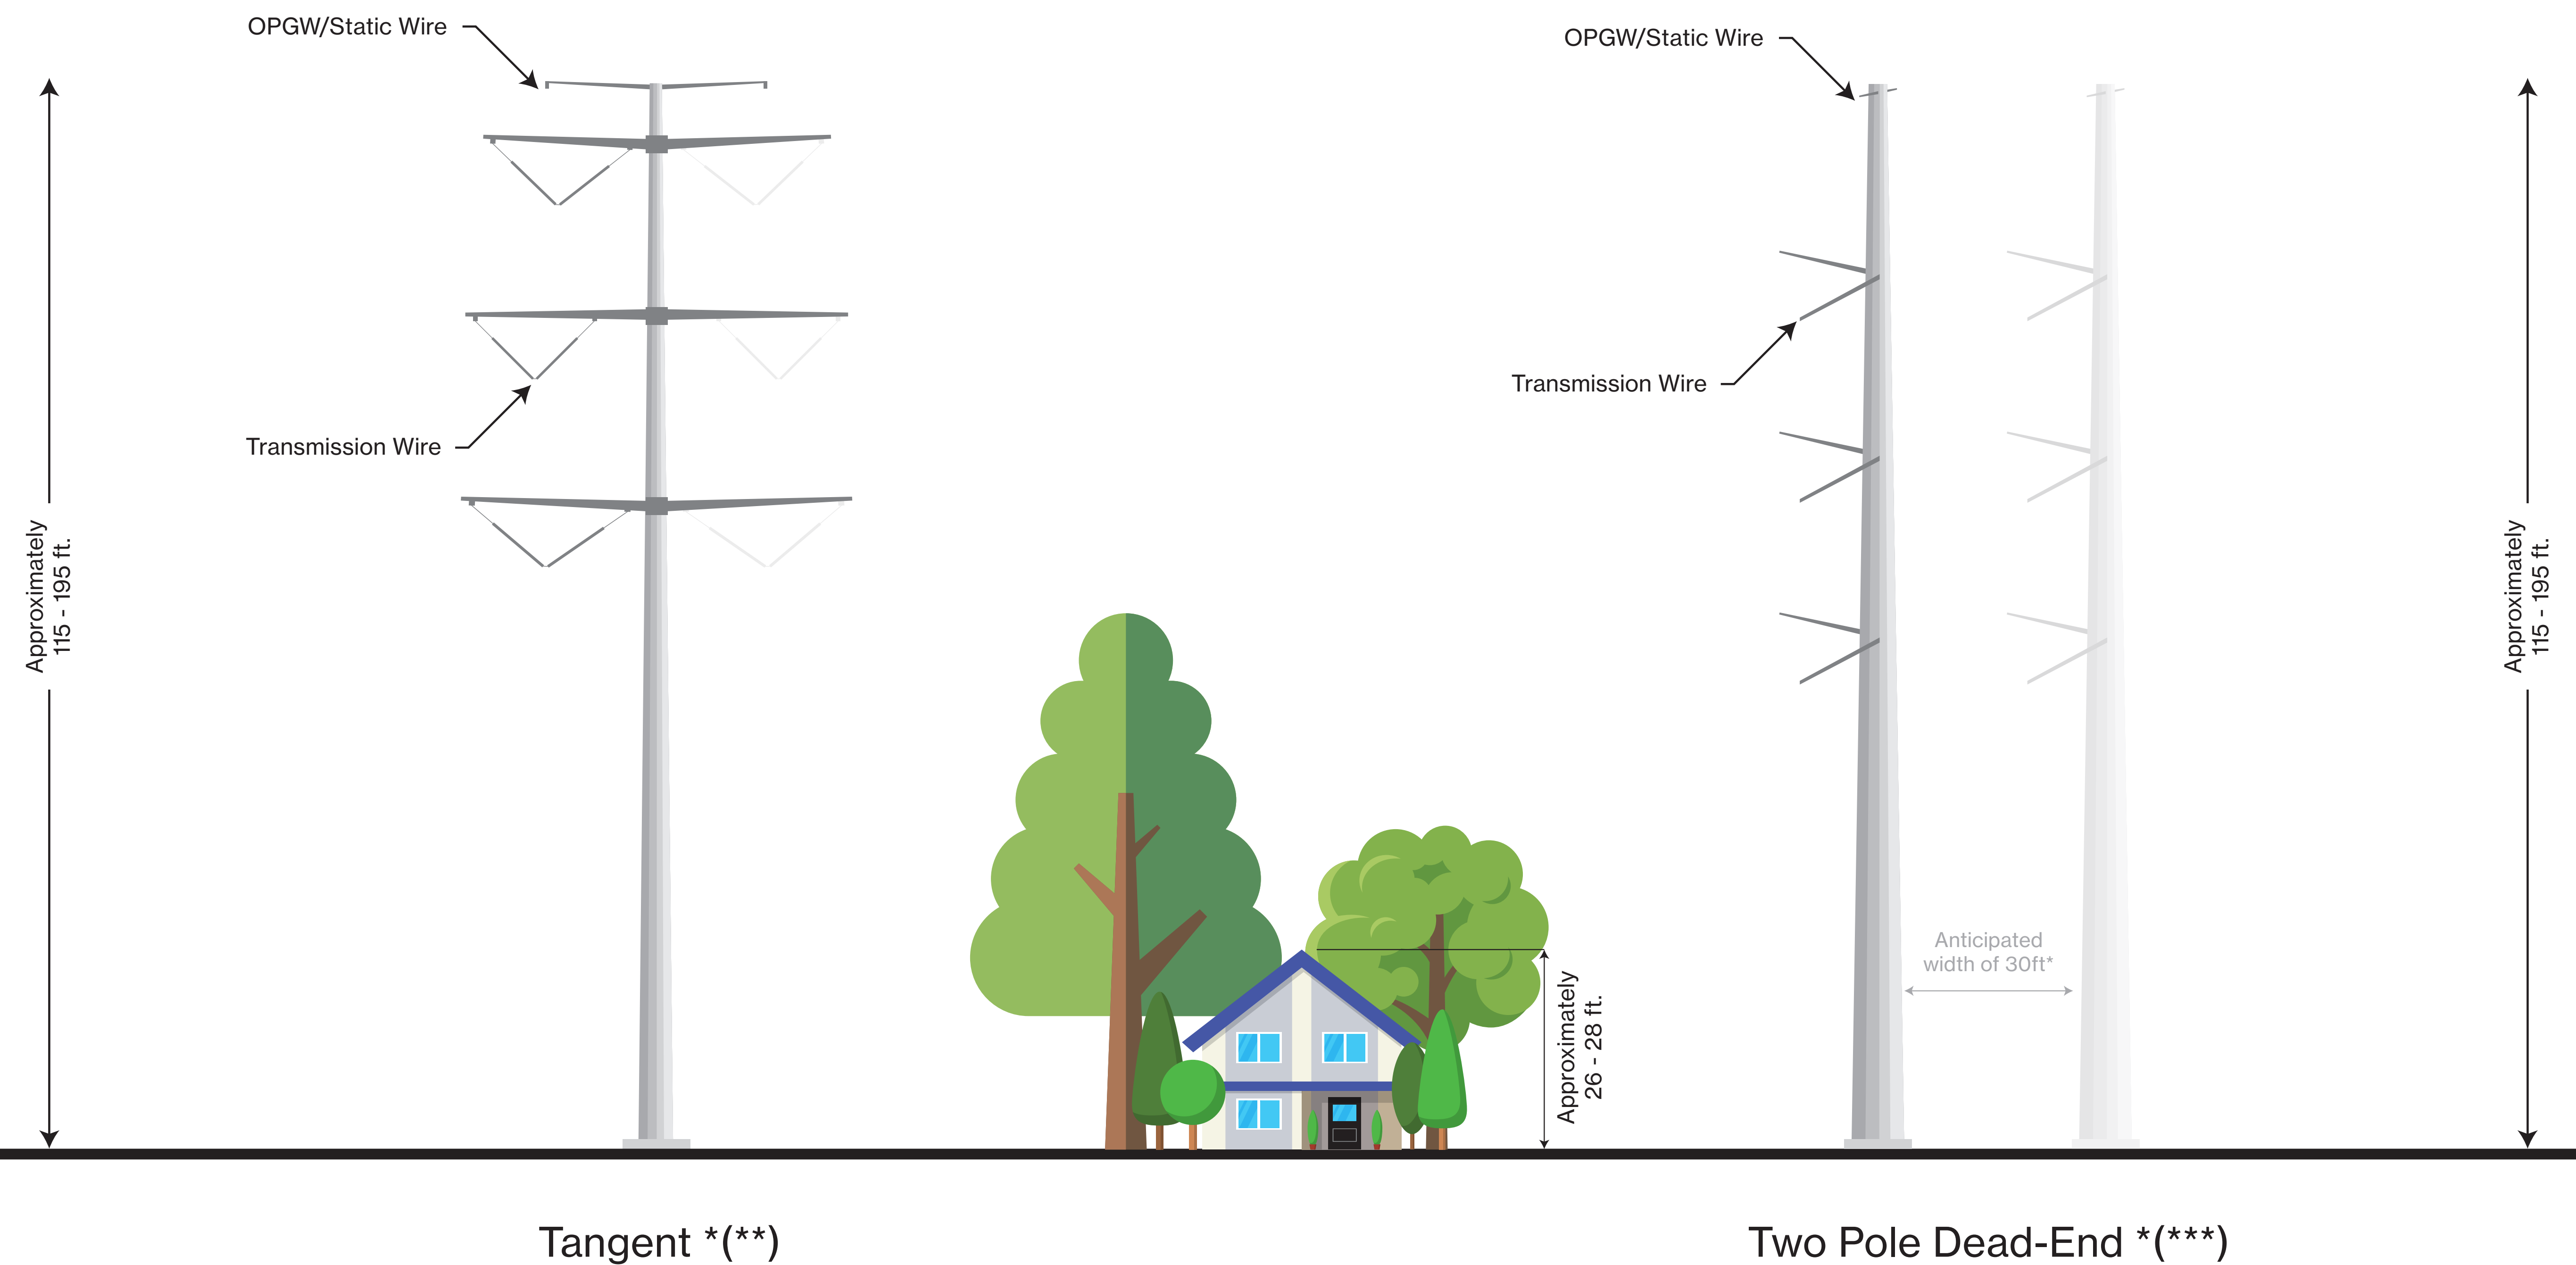 OPGW/Static Wire
OPGW/Static Wire
Transmission Wire
Transmission Wire
Approximately
115 - 195 ft.
Approximately
115 - 195 ft.
Anticipated
width of 30ft*
Approximately
26 - 28 ft.
Tangent *(**)
Two Pole Dead-End *(***)